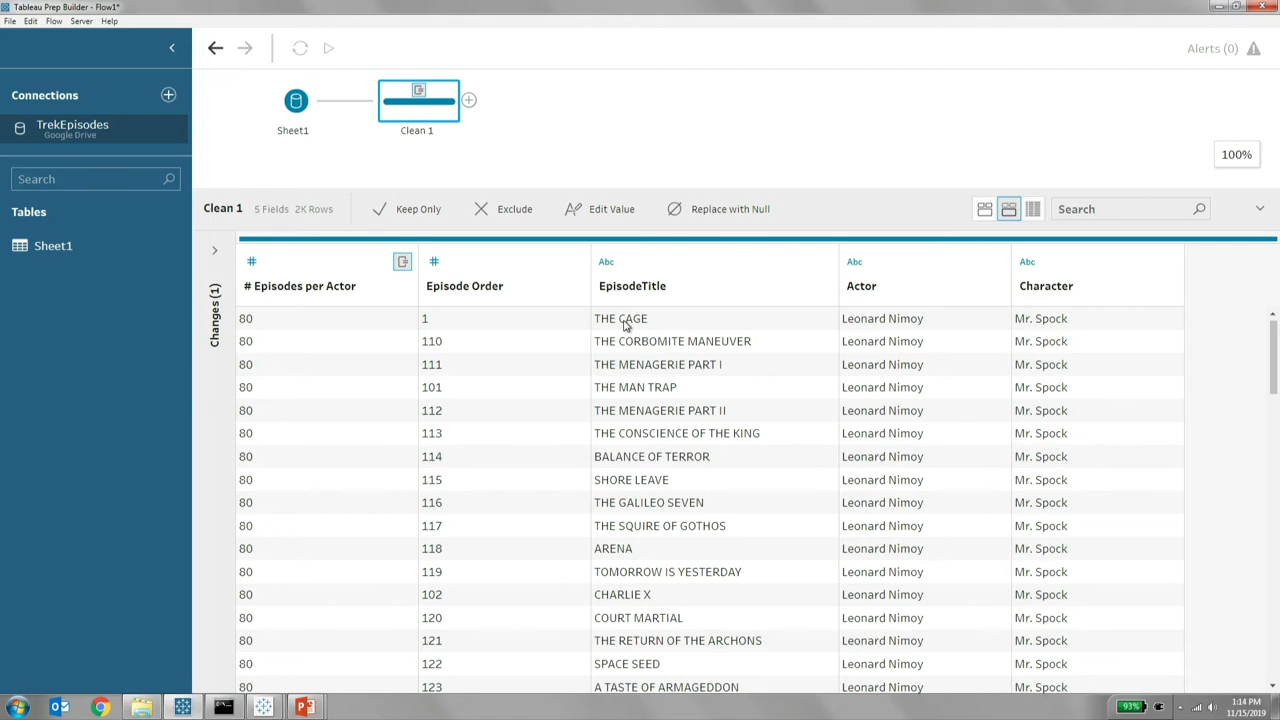 Tableau Prep Builder - Flow1*
File Edit Flow Server Help
Alerts (0)
Connections
TrekEpisodes
Google Drive
Sheet1
Clean 1
100%
Search
Tables
Sheet1
Clean 1 5 Fields 2K Rows Keep Only Exclude Edit Value Replace with Null Search
Changes (1)
# # Abc Abc Abc
# Episodes per Actor Episode Order EpisodeTitle Actor Character
80 1 THE CAGE Leonard Nimoy Mr. Spock
80 110 THE CORBOMITE MANEUVER Leonard Nimoy Mr. Spock
80 111 THE MENAGERIE PART I Leonard Nimoy Mr. Spock
80 101 THE MAN TRAP Leonard Nimoy Mr. Spock
80 112 THE MENAGERIE PART II Leonard Nimoy Mr. Spock
80 113 THE CONSCIENCE OF THE KING Leonard Nimoy Mr. Spock
80 114 BALANCE OF TERROR Leonard Nimoy Mr. Spock
80 115 SHORE LEAVE Leonard Nimoy Mr. Spock
80 116 THE GALILEO SEVEN Leonard Nimoy Mr. Spock
80 117 THE SQUIRE OF GOTHOS Leonard Nimoy Mr. Spock
80 118 ARENA Leonard Nimoy Mr. Spock
80 119 TOMORROW IS YESTERDAY Leonard Nimoy Mr. Spock
80 102 CHARLIE X Leonard Nimoy Mr. Spock
80 120 COURT MARTIAL Leonard Nimoy Mr. Spock
80 121 THE RETURN OF THE ARCHONS Leonard Nimoy Mr. Spock
80 122 SPACE SEED Leonard Nimoy Mr. Spock
80 123 A TASTE OF ARMAGEDDON Leonard Nimoy Mr. Spock
93% 1:14 PM
11/15/2019